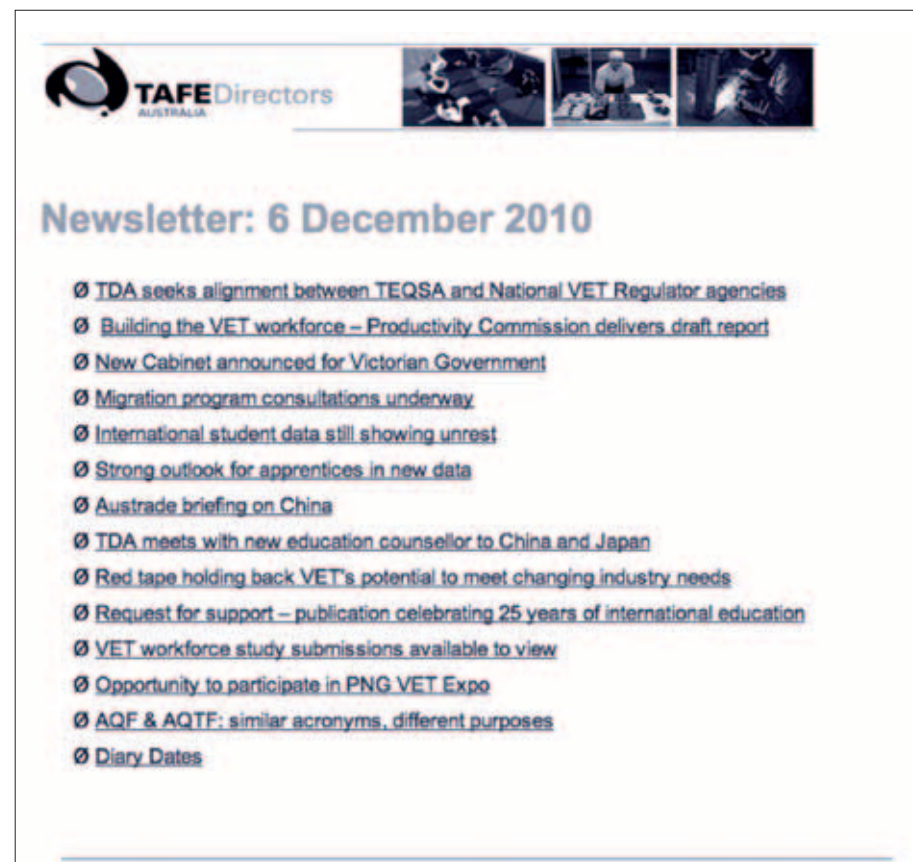 TAFEDirectors
AUSTRALIA
Newsletter: 6 December 2010
Ø TDA seeks alignment between TEQSA and National VET Regulator agencies
Ø Building the VET workforce – Productivity Commission delivers draft report
Ø New Cabinet announced for Victorian Government
Ø Migration program consultations underway
Ø International student data still showing unrest
Ø Strong outlook for apprentices in new data
Ø Austrade briefing on China
Ø TDA meets with new education counsellor to China and Japan
Ø Red tape holding back VET's potential to meet changing industry needs
Ø Request for support – publication celebrating 25 years of international education
Ø VET workforce study submissions available to view
Ø Opportunity to participate in PNG VET Expo
Ø AQF & AQTF: similar acronyms, different purposes
Ø Diary Dates